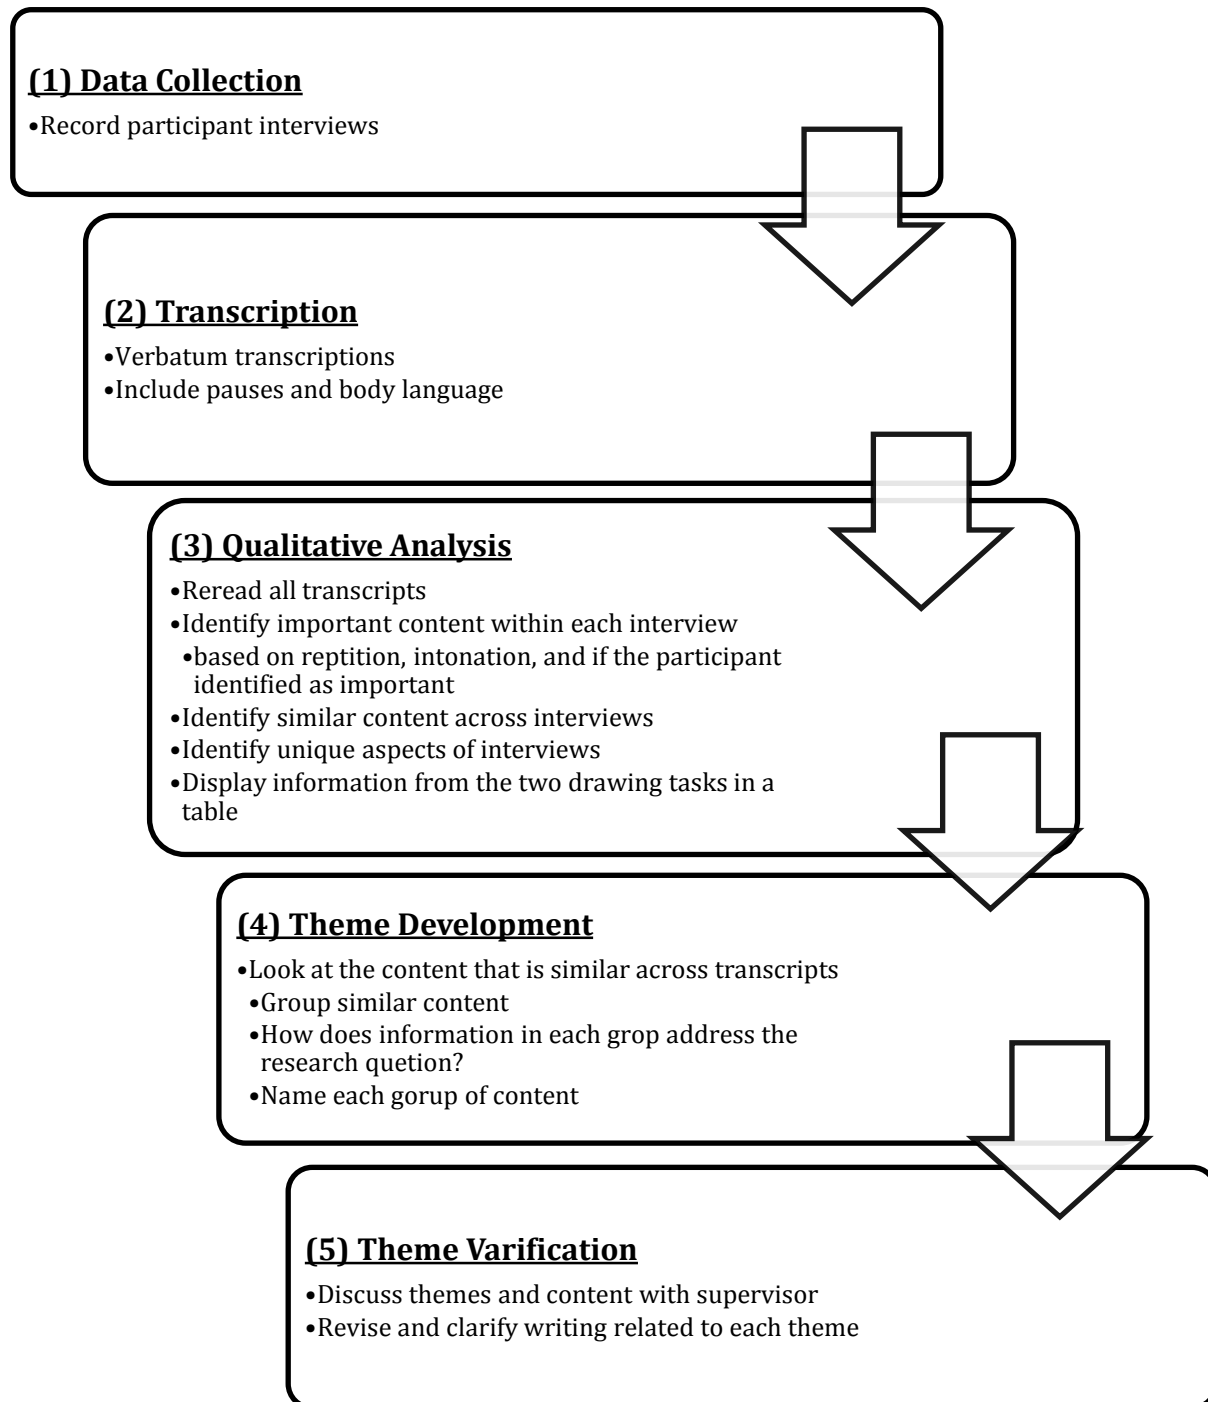 (1) Data Collection
•Record participant interviews
(2) Transcription
•Verbatum transcriptions
•Include pauses and body language
(3) Qualitative Analysis
•Reread all transcripts
•Identify important content within each interview
•based on reptition, intonation, and if the participant
identified as important
•Identify similar content across interviews
•Identify unique aspects of interviews
•Display information from the two drawing tasks in a
table
(4) Theme Development
•Look at the content that is similar across transcripts
•Group similar content
•How does information in each grop address the
research quetion?
•Name each gorup of content
(5) Theme Varification
•Discuss themes and content with supervisor
•Revise and clarify writing related to each theme